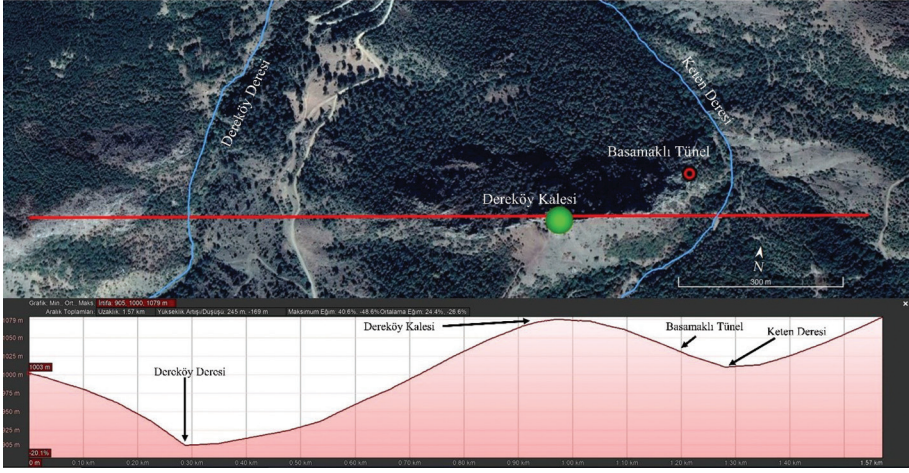 Dereköy Deresi
Keten Deresi
Basamaklı Tünel
Dereköy Kalesi
N
300 m
Grafik: Min, Ort., Maks. İrtifa: 905, 1000, 1079 m
Aralık Toplamları: Uzaklık: 1.57 km Yükseklik Artışı/Düşüşü: 245 m, -169 m Maksimum Eğim: 40.6%, -48.6% Ortalama Eğim: 24.4%, -26.6%
1079 m
1050 m
1025 m
1003 m
1000 m
975 m
950 m
925 m
905 m
-20.1%
Dereköy Deresi
Dereköy Kalesi
Basamaklı Tünel
Keten Deresi
0 m 0.10 km 0.20 km 0.30 km 0.40 km 0.50 km 0.60 km 0.70 km 0.80 km 0.90 km 1.00 km 1.10 km 1.20 km 1.30 km 1.40 km 1.57 km